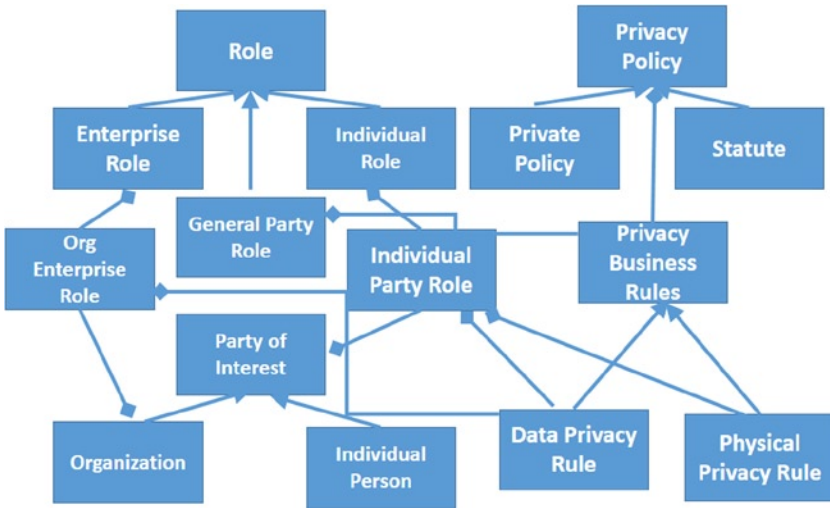 Role
Privacy
Policy
Enterprise
Role
Individual
Role
Private
Policy
Statute
General Party
Role
Org
Enterprise
Role
Individual
Party Role
Privacy
Business
Rules
Party of
Interest
Organization
Individual
Person
Data Privacy
Rule
Physical
Privacy Rule